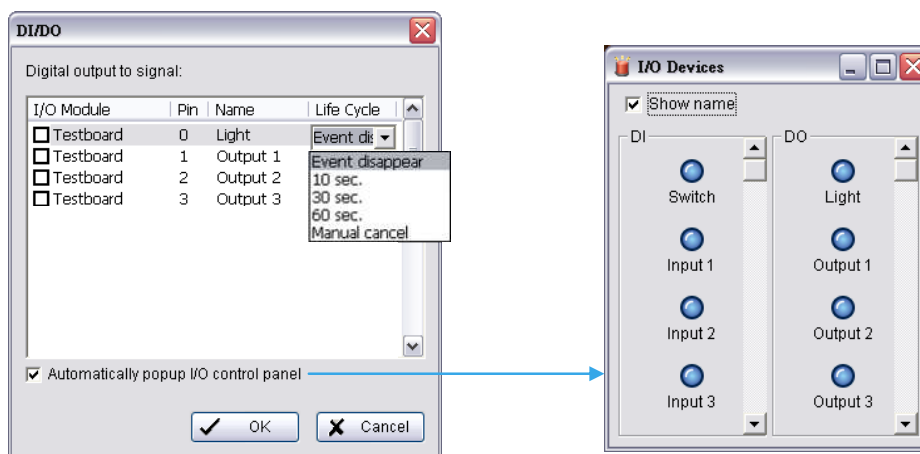 DI/DO
Digital output to signal:
I/O Module Pin Name Life Cycle
Testboard 0 Light Event dis
Testboard 1 Output 1
Testboard 2 Output 2
Testboard 3 Output 3
Event disappear
10 sec.
30 sec.
60 sec.
Manual cancel
Automatically popup I/O control panel
OK Cancel
I/O Devices
Show name
DI DO
Switch Light
Input 1 Output 1
Input 2 Output 2
Input 3 Output 3